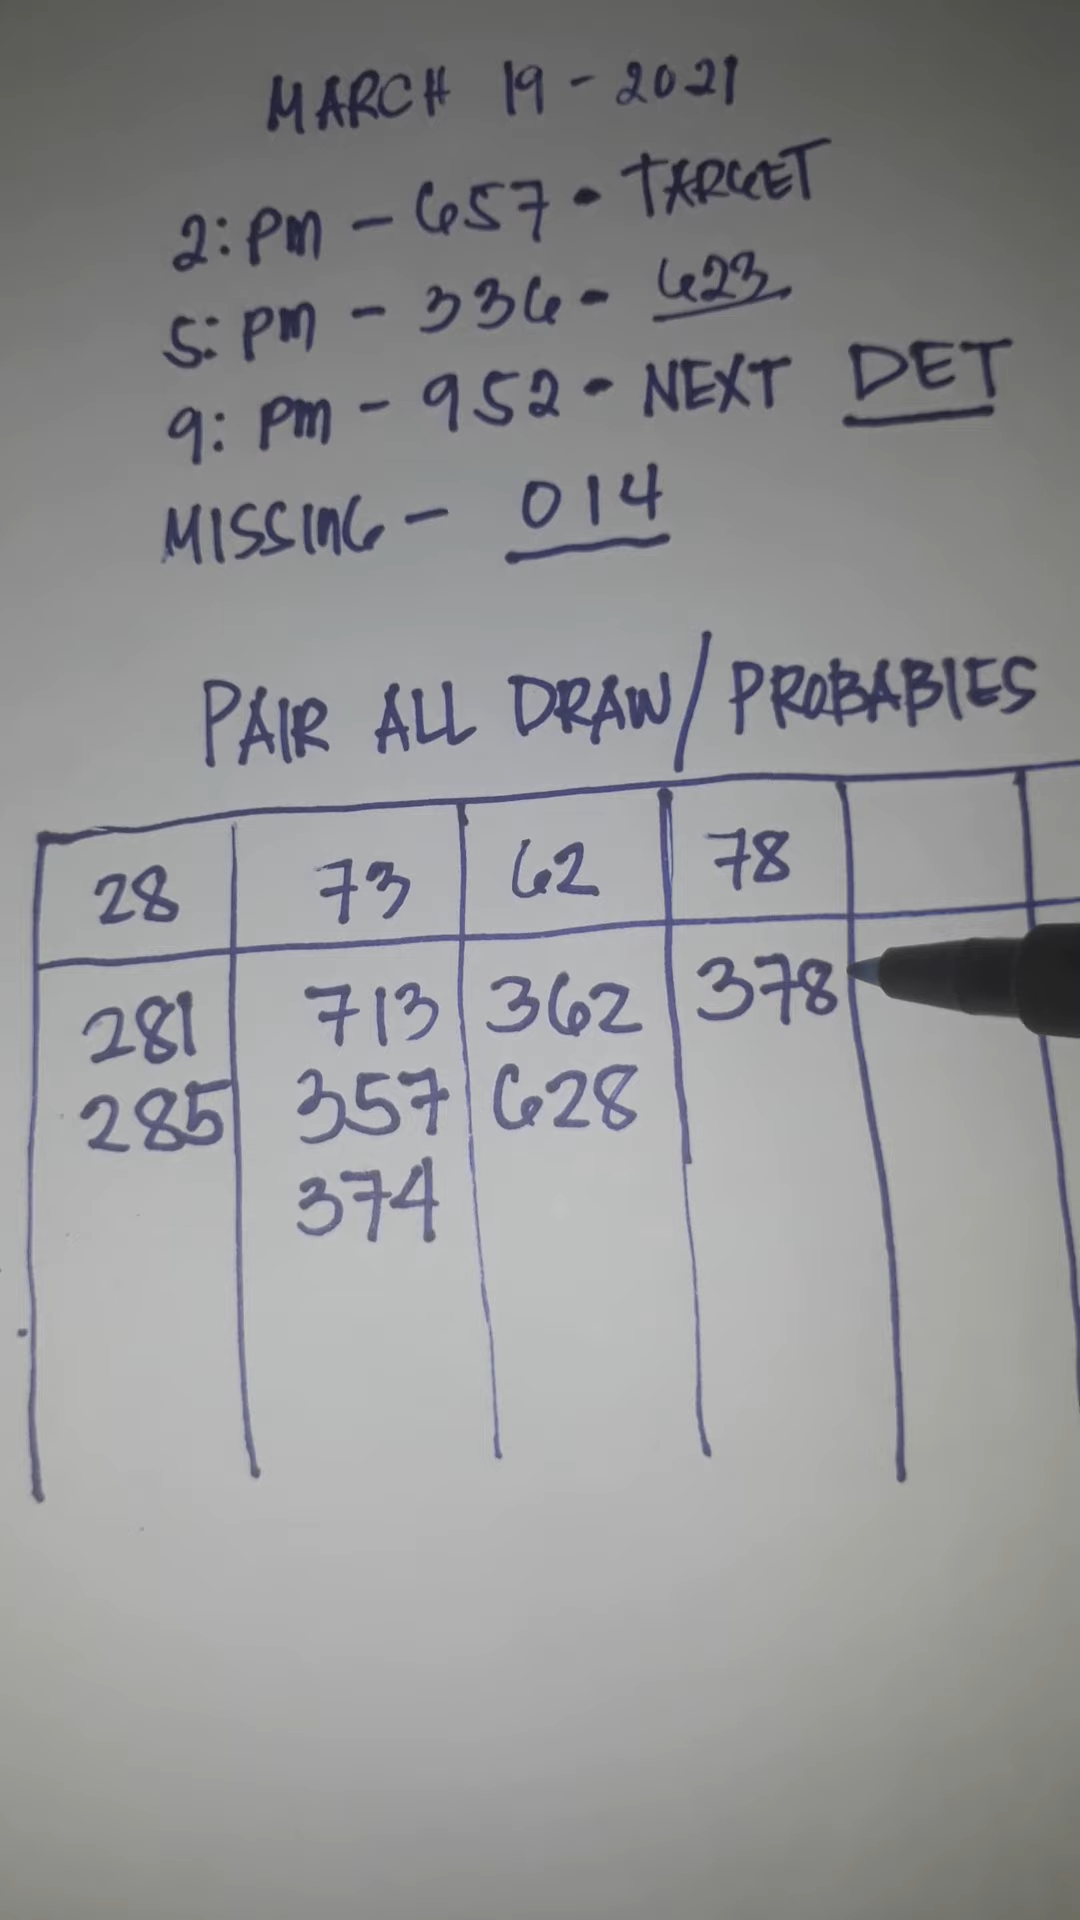 MARCH 19-2021
2:PM - 657 - TARGET
5:PM - 336 - 623
9:PM - 952 - NEXT DET
MISSING - 014
PAIR ALL DRAW/PROBABIES
28 73 62 78
281 713 362 378
285 357 628
374